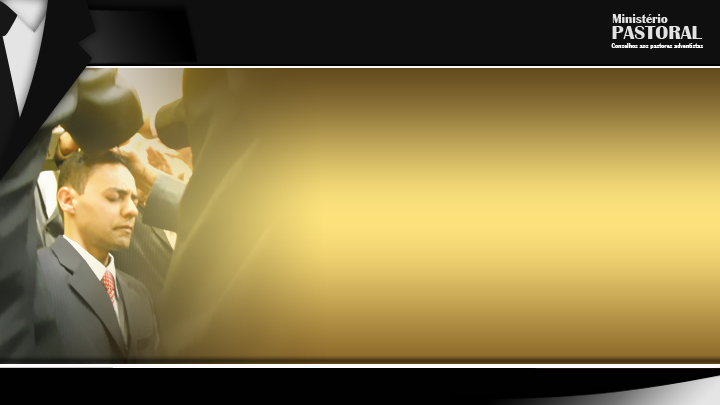 Ministério
PASTORAL
Conselhos aos pastores adventistas